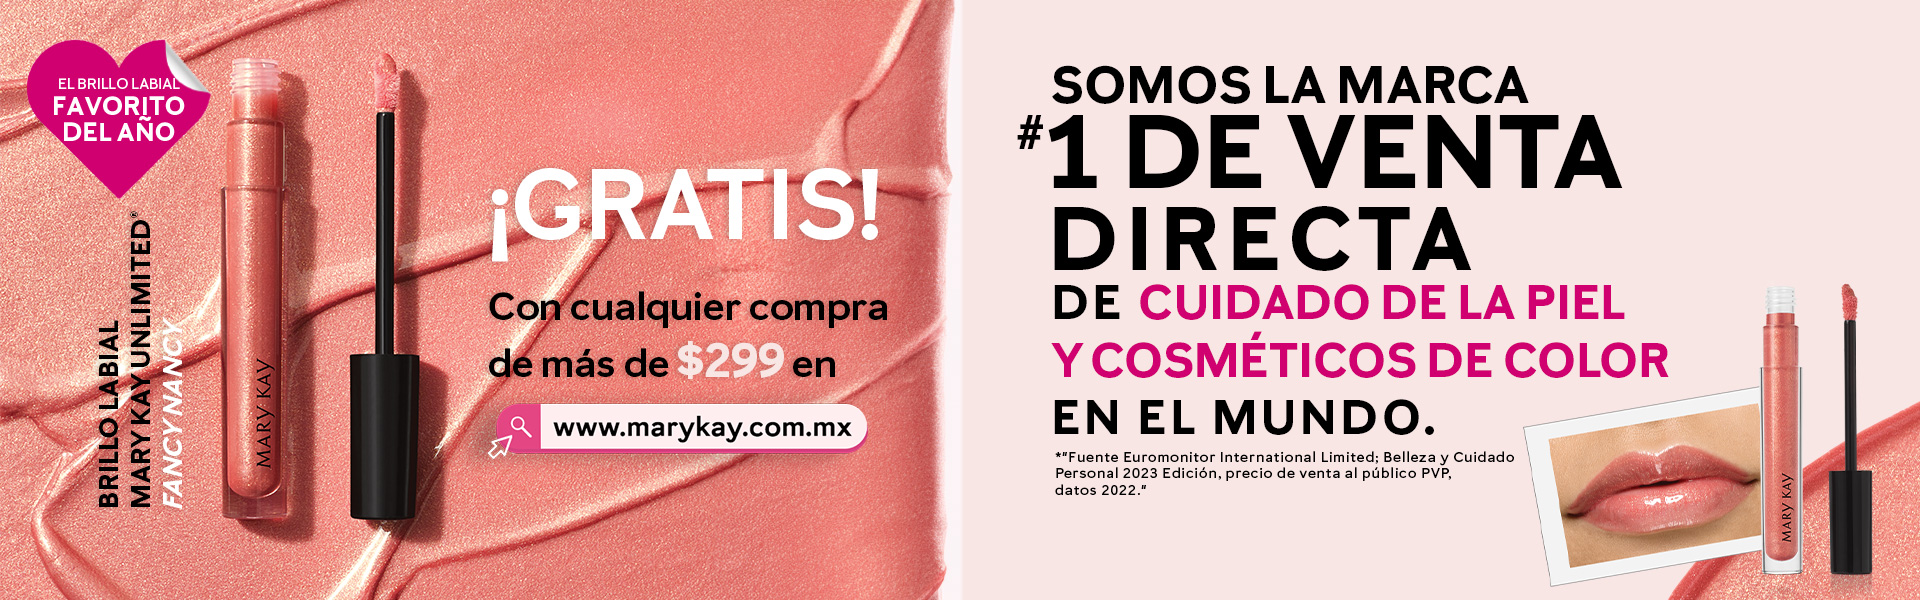 EL BRILLO LABIAL
FAVORITO
DEL AÑO
BRILLO LABIAL
MARY KAY UNLIMITED®
FANCY NANCY
MARY KAY
¡GRATIS!
Con cualquier compra
de más de $299 en
www.marykay.com.mx
SOMOS LA MARCA
#1 DE VENTA
DIRECTA
DE CUIDADO DE LA PIEL
Y COSMÉTICOS DE COLOR
EN EL MUNDO.
*"Fuente Euromonitor International Limited; Belleza y Cuidado
Personal 2023 Edición, precio de venta al público PVP,
datos 2022."
MARY KAY